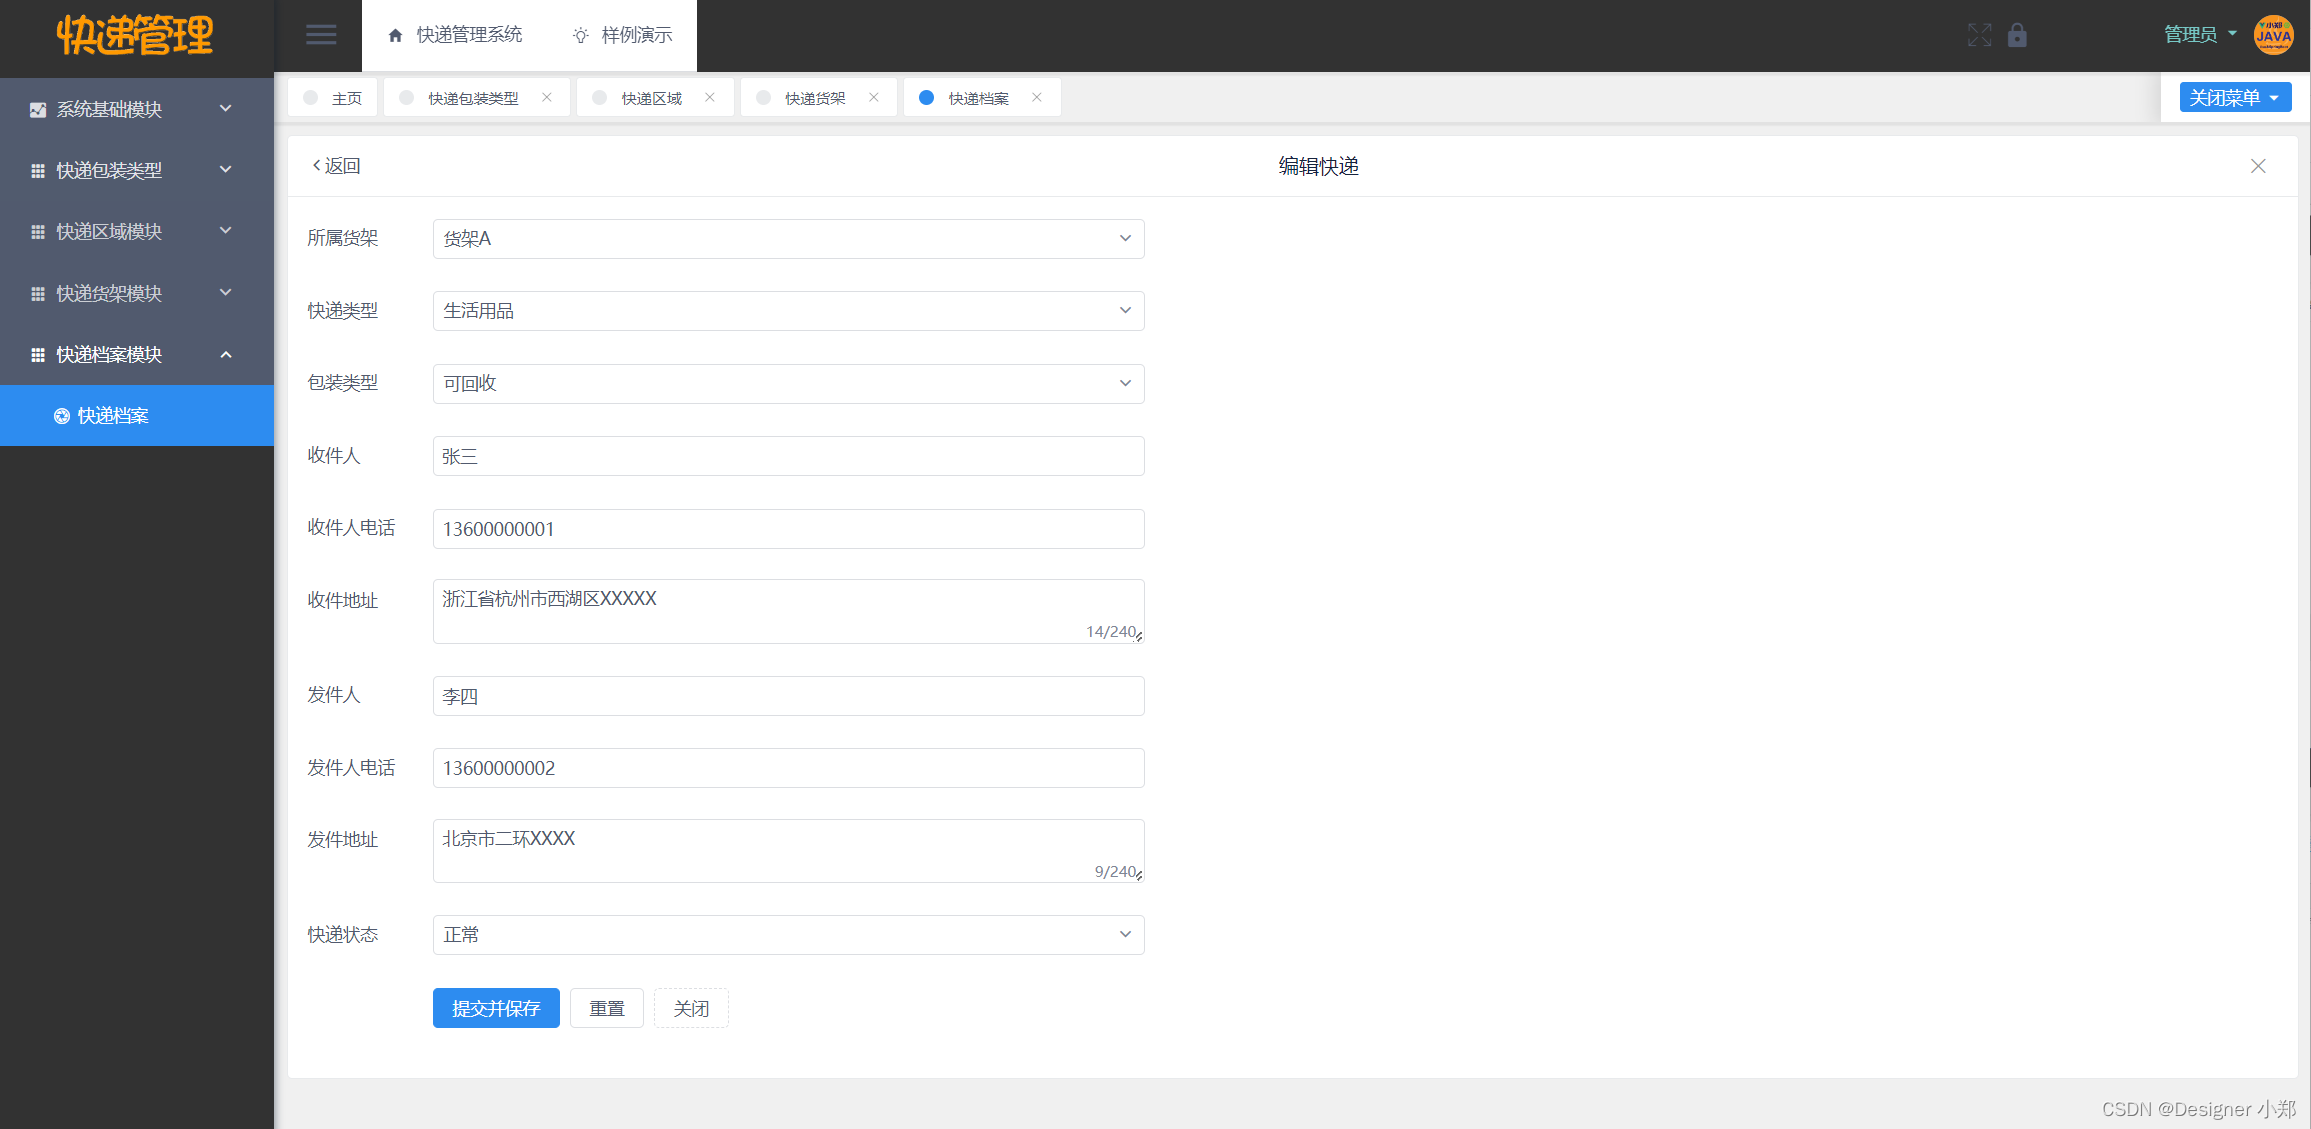 快递管理
快递管理系统
样例演示
管理员
小郑
JAVA
系统基础模块
快递包装类型
快递区域模块
快递货架模块
快递档案模块
快递档案
主页
快递包装类型
快递区域
快递货架
快递档案
关闭菜单
返回
编辑快递
所属货架
货架A
快递类型
生活用品
包装类型
可回收
收件人
张三
收件人电话
13600000001
收件地址
浙江省杭州市西湖区XXXXX
14/240
发件人
李四
发件人电话
13600000002
发件地址
北京市二环XXXX
9/240
快递状态
正常
提交并保存
重置
关闭
CSDN @Designer 小郑